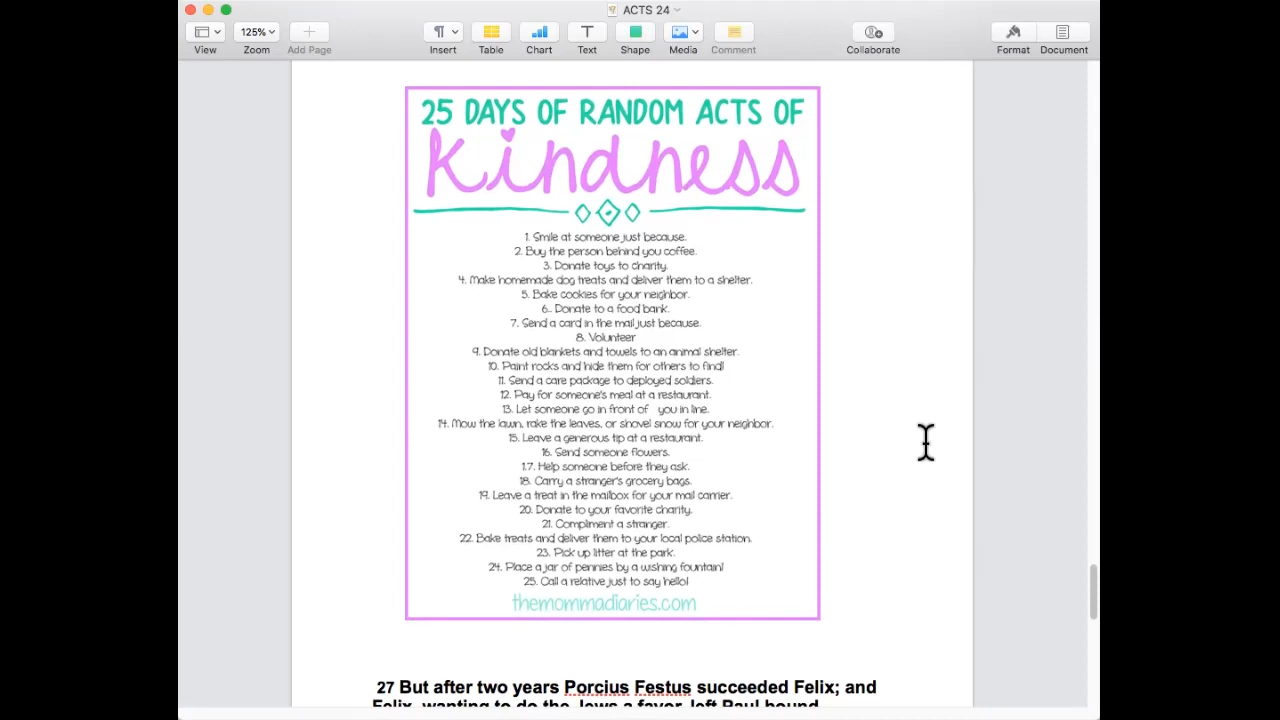 ACTS 24
125%
View Zoom Add Page Insert Table Chart Text Shape Media Comment Collaborate Format Document
25 DAYS OF RANDOM ACTS OF
kindness
1. Smile at someone just because.
2. Buy the person behind you coffee.
3. Donate toys to charity.
4. Make homemade dog treats and deliver them to a shelter.
5. Bake cookies for your neighbor.
6.. Donate to a food bank.
7. Send a card in the mail just because.
8. Volunteer
9. Donate old blankets and towels to an animal shelter.
10. Paint rocks and hide them for others to find!
11. Send a care package to deployed soldiers.
12. Pay for someone's meal at a restaurant.
13. Let someone go in front of you in line.
14. Mow the lawn, rake the leaves, or shovel snow for your neighbor.
15. Leave a generous tip at a restaurant.
16. Send someone flowers.
17. Help someone before they ask.
18. Carry a stranger's grocery bags.
19. Leave a treat in the mailbox for your mail carrier.
20. Donate to your favorite charity.
21. Compliment a stranger.
22. Bake treats and deliver them to your local police station.
23. Pick up litter at the park.
24. Place a jar of pennies by a wishing fountain!
25. Call a relative just to say hello!
themommadiaries.com
27 But after two years Porcius Festus succeeded Felix; and
Felix, wanting to do the Jews a favor, left Paul bound